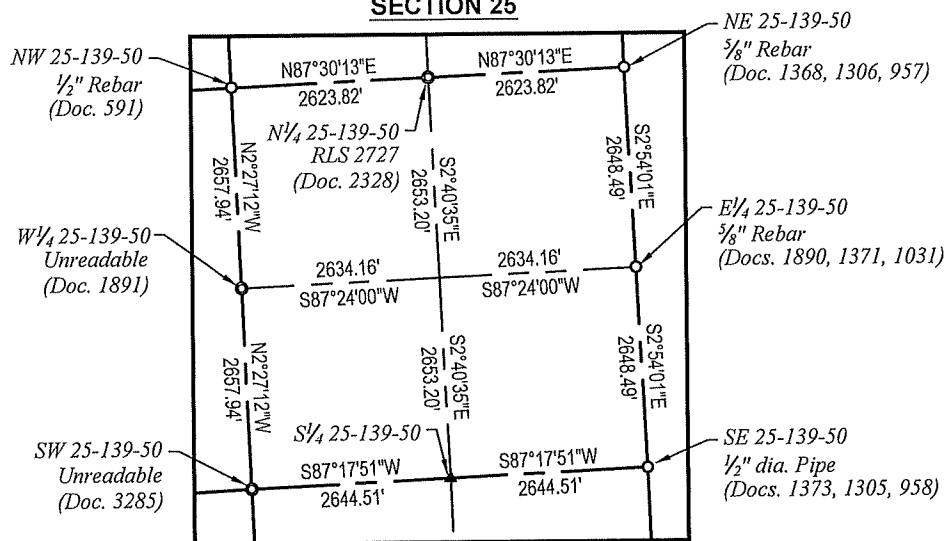 SECTION 25
NW 25-139-50
½" Rebar
(Doc. 591)
N87°30'13"E
2623.82'
N87°30'13"E
2623.82'
NE 25-139-50
⅝" Rebar
(Doc. 1368, 1306, 957)
N¼ 25-139-50
RLS 2727
(Doc. 2328)
N2°27'12"W
2657.94'
S2°40'35"E
2653.20'
S2°54'01"E
2648.49'
W¼ 25-139-50
Unreadable
(Doc. 1891)
2634.16'
S87°24'00"W
2634.16'
S87°24'00"W
E¼ 25-139-50
⅝" Rebar
(Docs. 1890, 1371, 1031)
N2°27'12"W
2657.94'
S2°40'35"E
2653.20'
S2°54'01"E
2648.49'
S¼ 25-139-50
SW 25-139-50
Unreadable
(Doc. 3285)
S87°17'51"W
2644.51'
S87°17'51"W
2644.51'
SE 25-139-50
½" dia. Pipe
(Docs. 1373, 1305, 958)